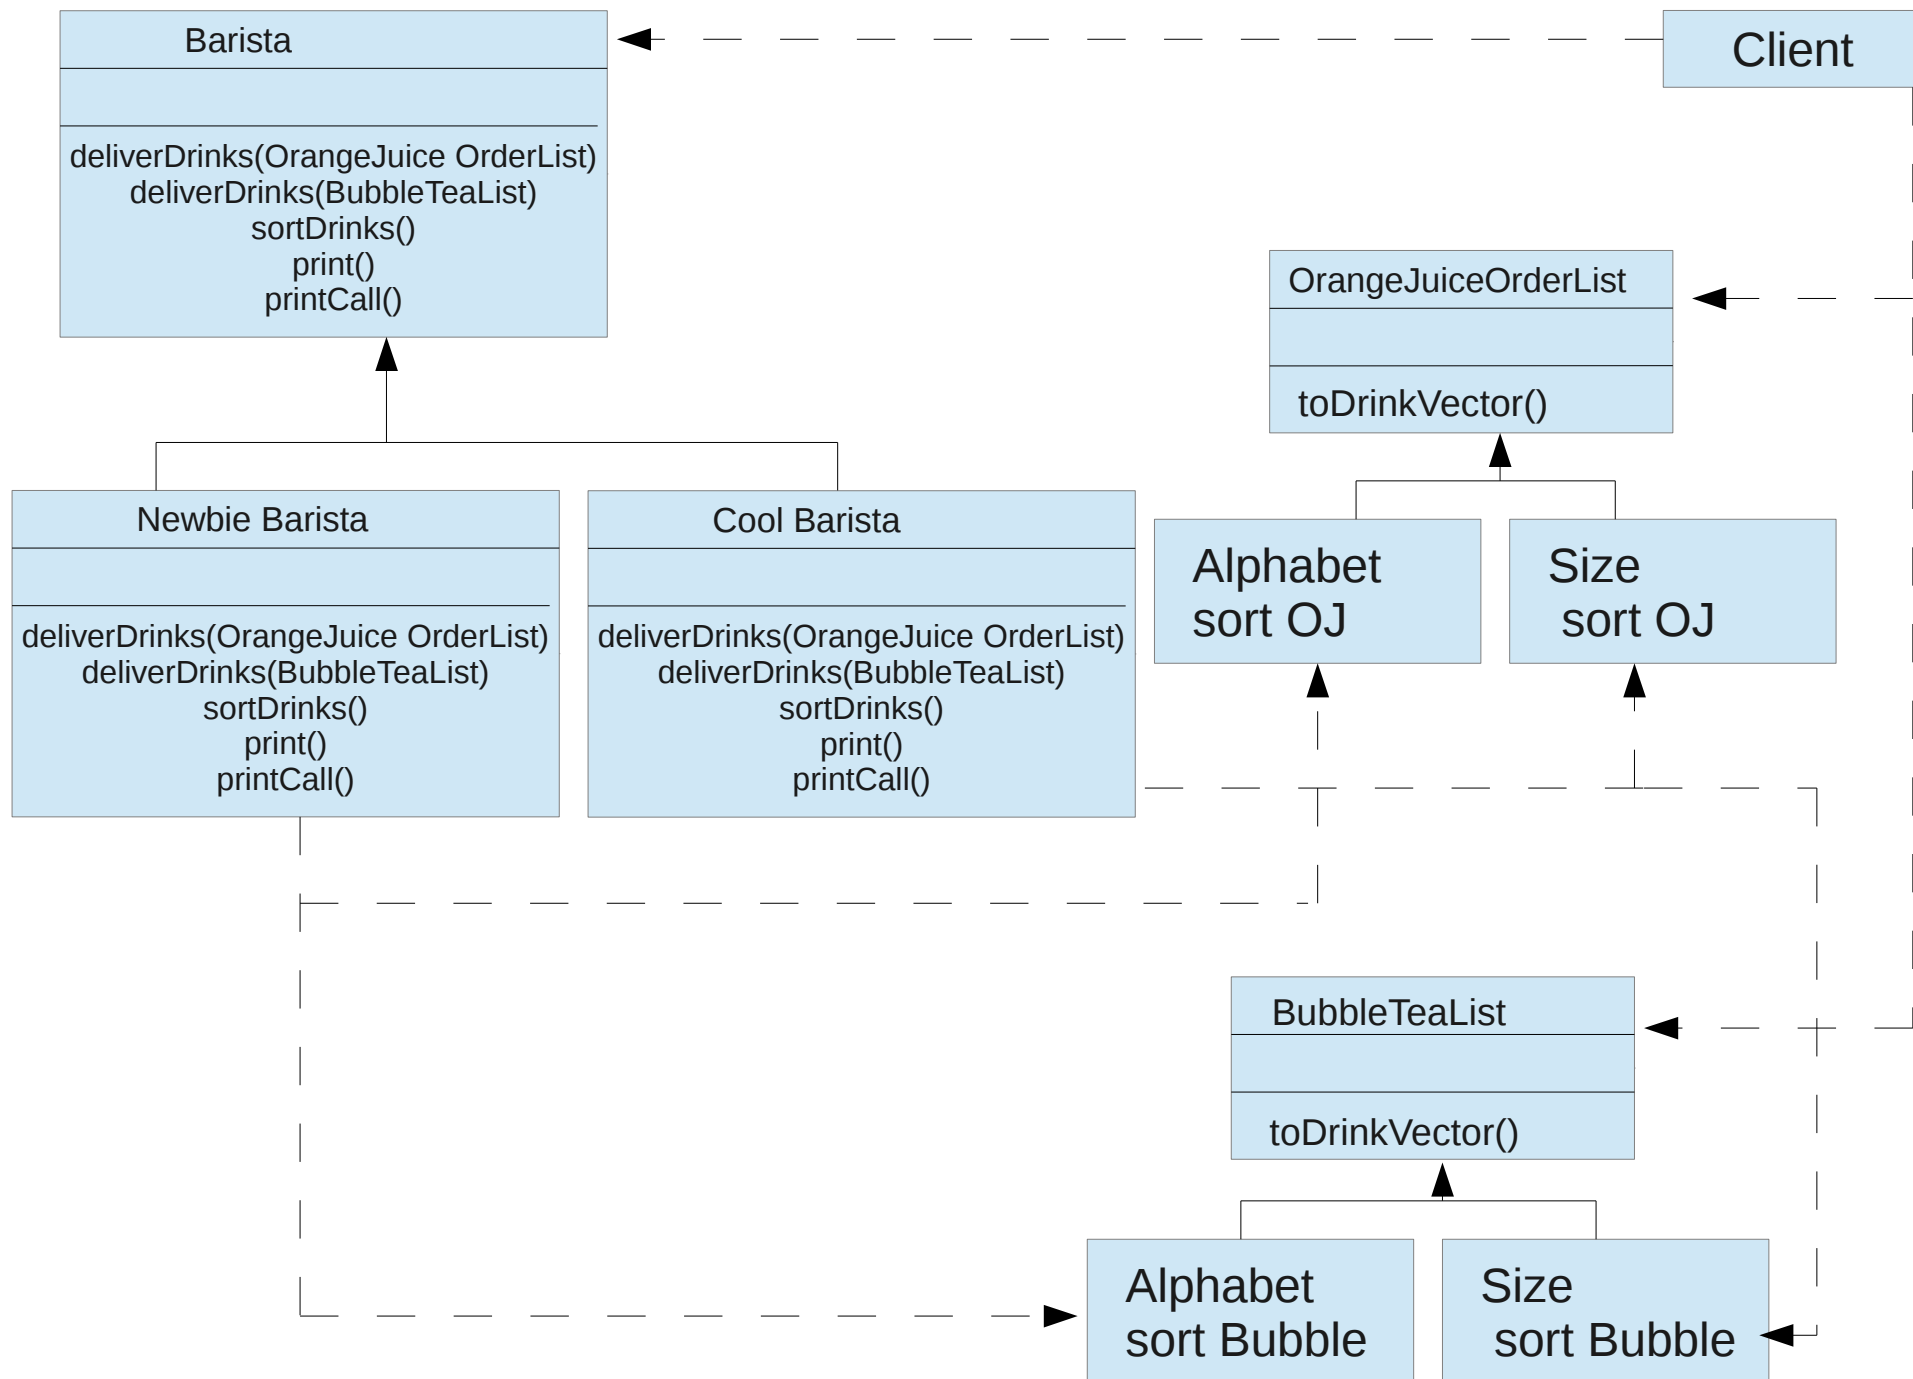 Barista
deliverDrinks(OrangeJuice OrderList)
deliverDrinks(BubbleTeaList)
sortDrinks()
print()
printCall()
Client
OrangeJuiceOrderList
toDrinkVector()
Newbie Barista
deliverDrinks(OrangeJuice OrderList)
deliverDrinks(BubbleTeaList)
sortDrinks()
print()
printCall()
Cool Barista
deliverDrinks(OrangeJuice OrderList)
deliverDrinks(BubbleTeaList)
sortDrinks()
print()
printCall()
Alphabet
sort OJ
Size
sort OJ
BubbleTeaList
toDrinkVector()
Alphabet
sort Bubble
Size
sort Bubble